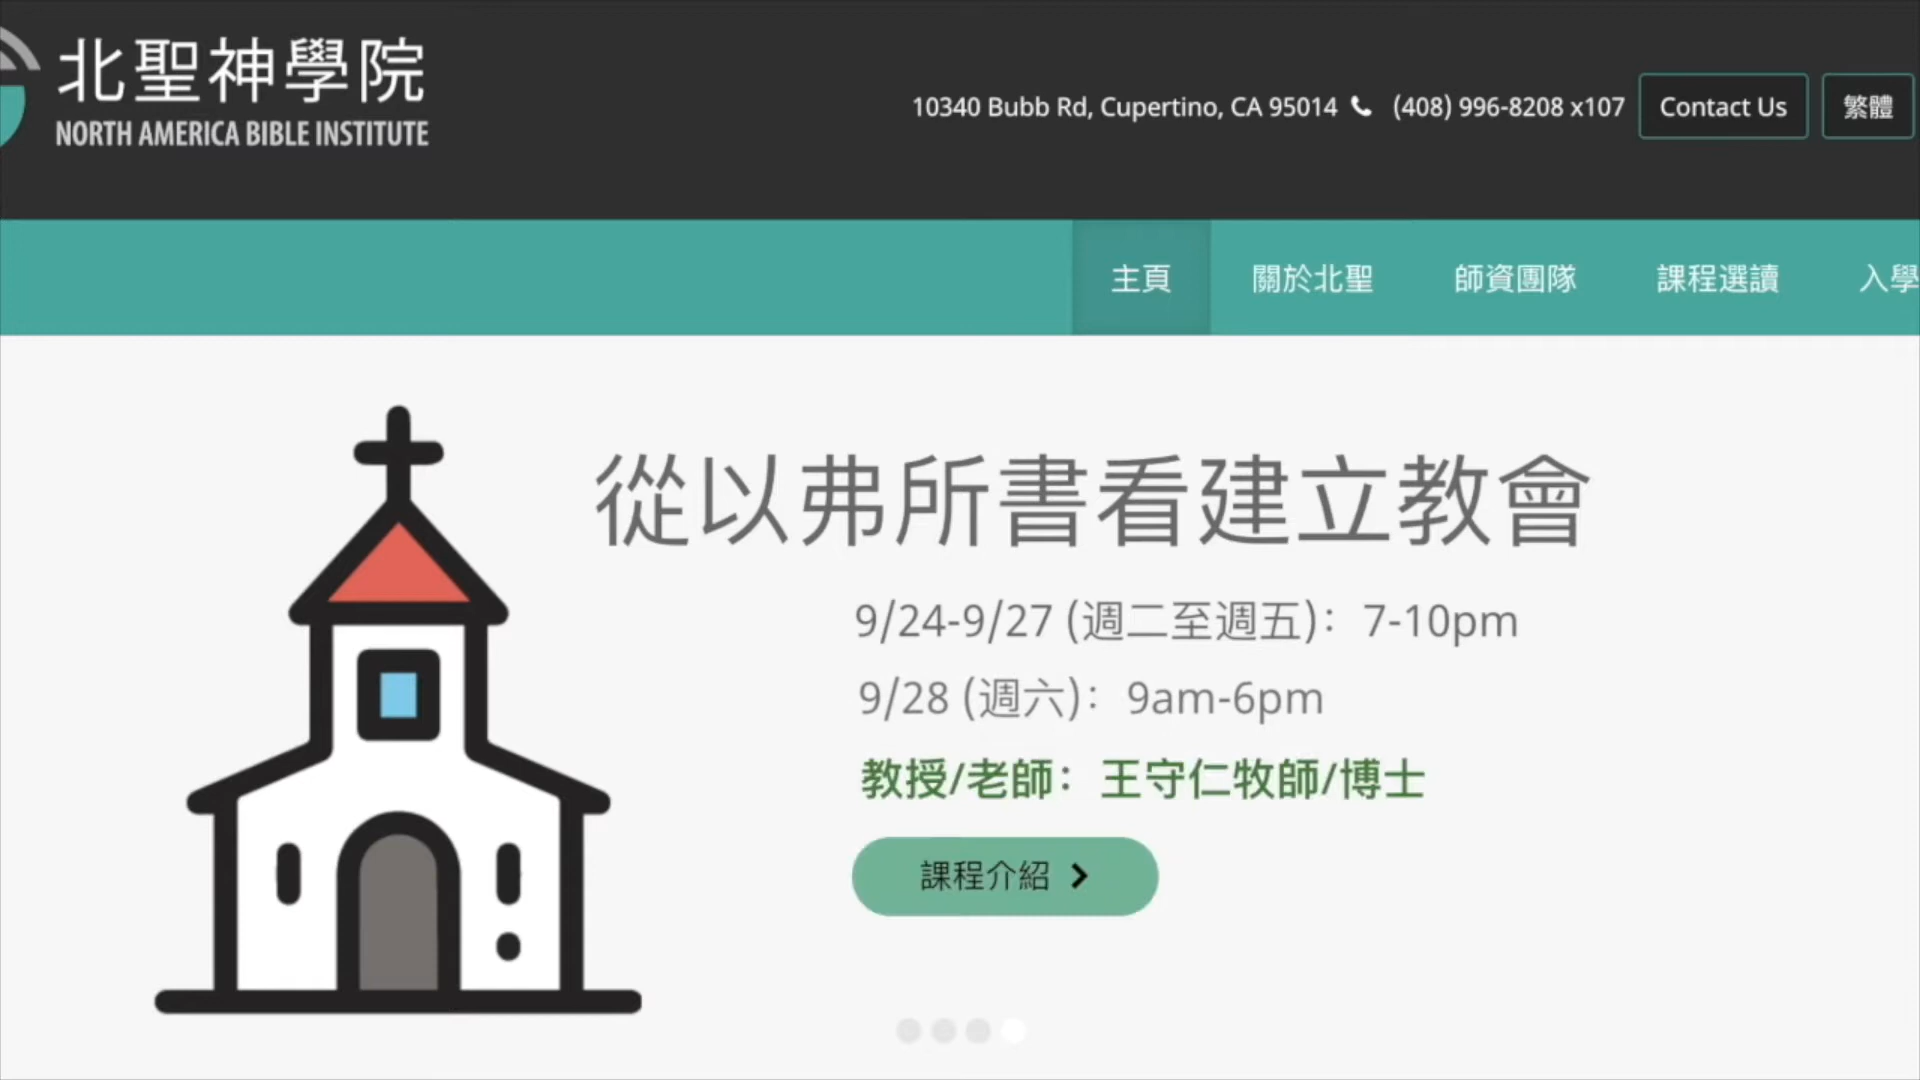 北聖神學院
NORTH AMERICA BIBLE INSTITUTE
10340 Bubb Rd, Cupertino, CA 95014 (408) 996-8208 x107 Contact Us 繁體
主頁 關於北聖 師資團隊 課程選讀 入學
從以弗所書看建立教會
9/24-9/27 (週二至週五)：7-10pm
9/28 (週六)：9am-6pm
教授/老師：王守仁牧師/博士
課程介紹